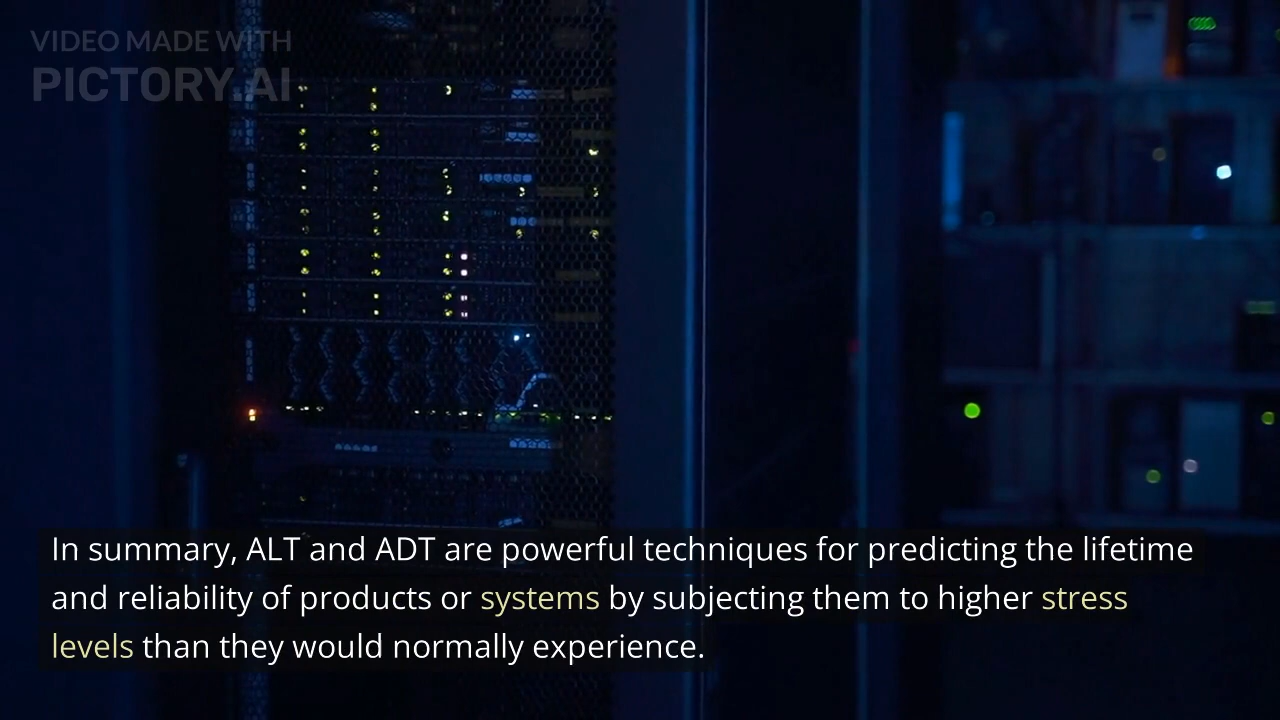 VIDEO MADE WITH
PICTORY.AI
In summary, ALT and ADT are powerful techniques for predicting the lifetime
and reliability of products or systems by subjecting them to higher stress
levels than they would normally experience.